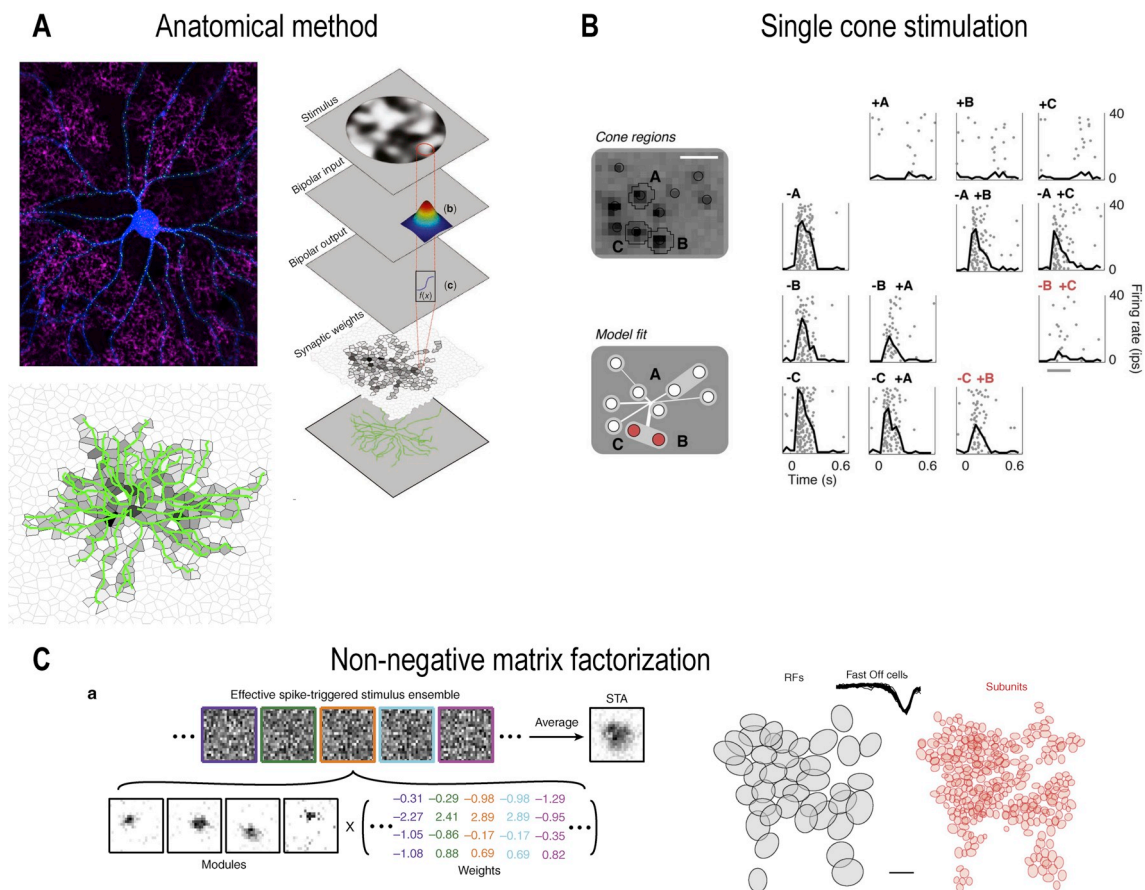 A
Anatomical method
Stimulus
Bipolar input
(b)
Bipolar output
(c)
f(x)
Synaptic weights
B
Single cone stimulation
Cone regions
A
C
B
Model fit
A
C
B
+A
+B
+C
40
0
-A
-A +B
-A +C
40
0
-B
-B +A
-B +C
40
0
-C
-C +A
-C +B
0 0.6
0 0.6
0 0.6
Time (s)
Firing rate (ips)
C
Non-negative matrix factorization
a
Effective spike-triggered stimulus ensemble
STA
Average
Modules
X
−0.31 −0.29 −0.98 −0.98 −1.29
−2.27 2.41 2.89 2.89 −0.95
−1.05 −0.86 −0.17 −0.17 −0.35
−1.08 0.88 0.69 0.69 0.82
Weights
RFs
Fast Off cells
Subunits